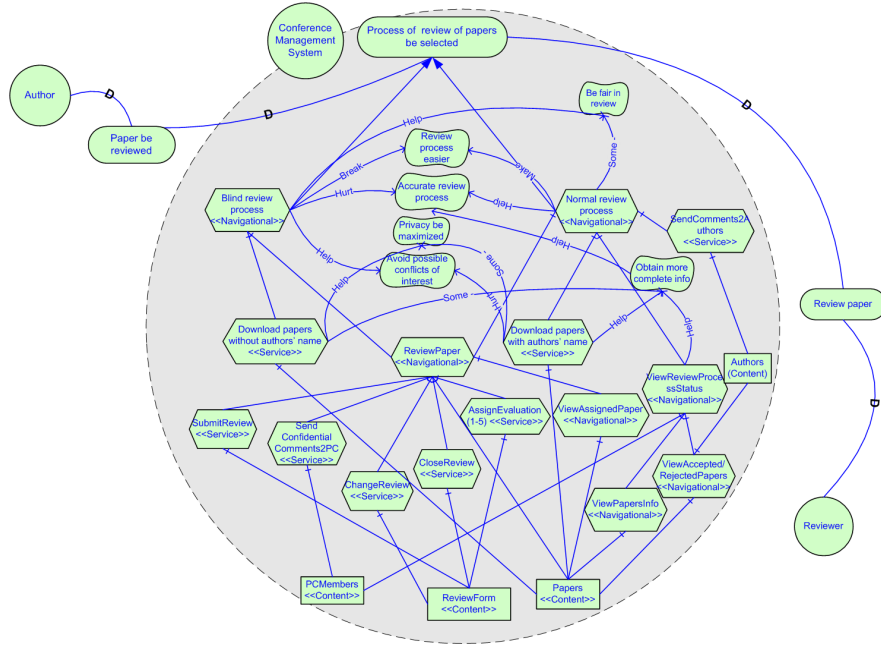 Conference
Management
System
Process of  review of papers
be selected
Author
D
D
D
Paper be
reviewed
Be fair in
review
Help
Some
Review
process
easier
Break
Make
Accurate review
process
Hurt
Help
Blind review
process
<<Navigational>>
Normal review
process
<<Navigational>>
SendComments2A
uthors
<<Service>>
Privacy be
maximized
Help
Avoid possible
conflicts of
interest
Help
Help
Some
Hurt
Obtain more
complete info
Some
Help
Help
Review paper
Download papers
without authors' name
<<Service>>
Download papers
with authors' name
<<Service>>
ReviewPaper
<<Navigational>>
Authors
(Content)
ViewReviewProc
essStatus
<<Navigational>>
D
SubmitReview
<<Service>>
Send
Confidential
Comments2PC
<<Service>>
AssignEvaluation
(1-5) <<Service>>
ViewAssignedPaper
<<Navigational>>
CloseReview
<<Service>>
ChangeReview
<<Service>>
ViewAccepted/
RejectedPapers
<<Navigational>>
ViewPapersInfo
<<Navigational>>
Reviewer
PCMembers
<<Content>>
ReviewForm
<<Content>>
Papers
<<Content>>